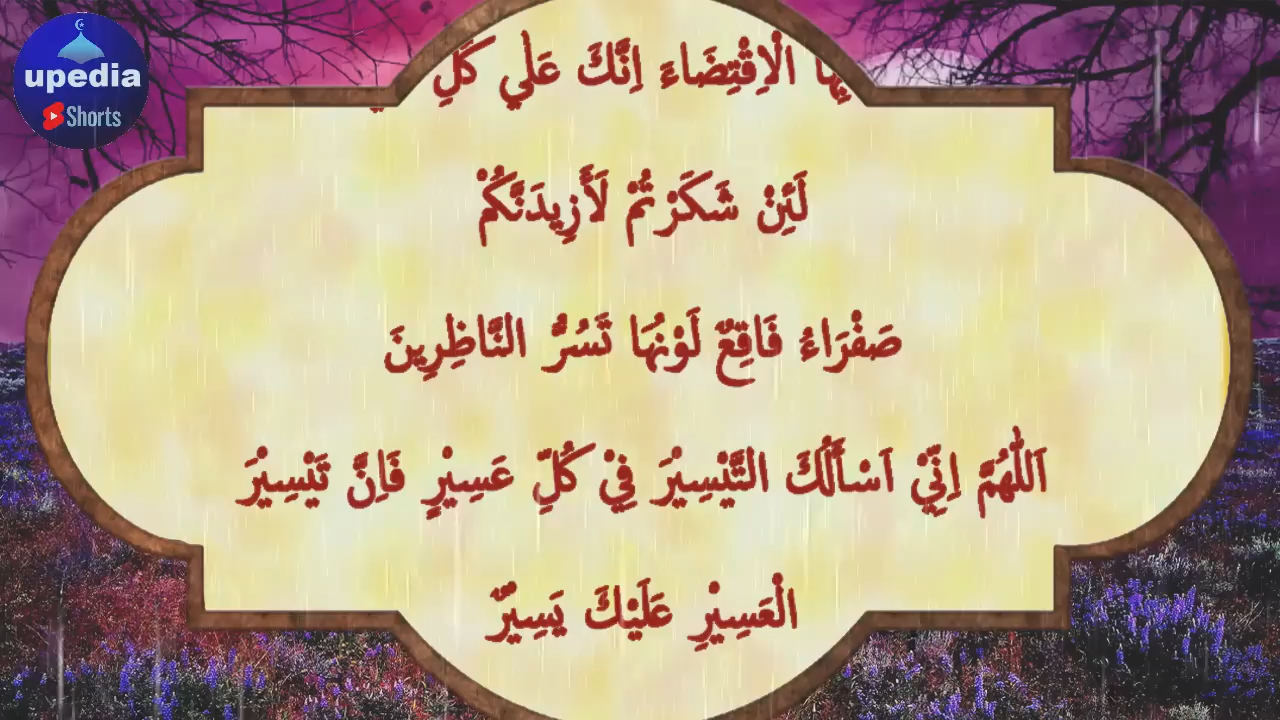 upedia
Shorts
الْاِقْتِضَاءَ اِنَّكَ عَلٰي كَلِ
لَئِنْ شَكَرْتُمْ لَأَزِيدَنَّكُمْ
صَفْرَاءُ فَاقِعٌ لَوْنُهَا تَسُرُّ النَّاظِرِينَ
اَللّٰهُمَّ اِنِّيْ اَسْأَلُكَ التَّيْسِيْرَ فِيْ كُلِّ عَسِيْرٍ فَاِنَّ تَيْسِيْرَ
الْعَسِيْرِ عَلَيْكَ يَسِيْرٌ